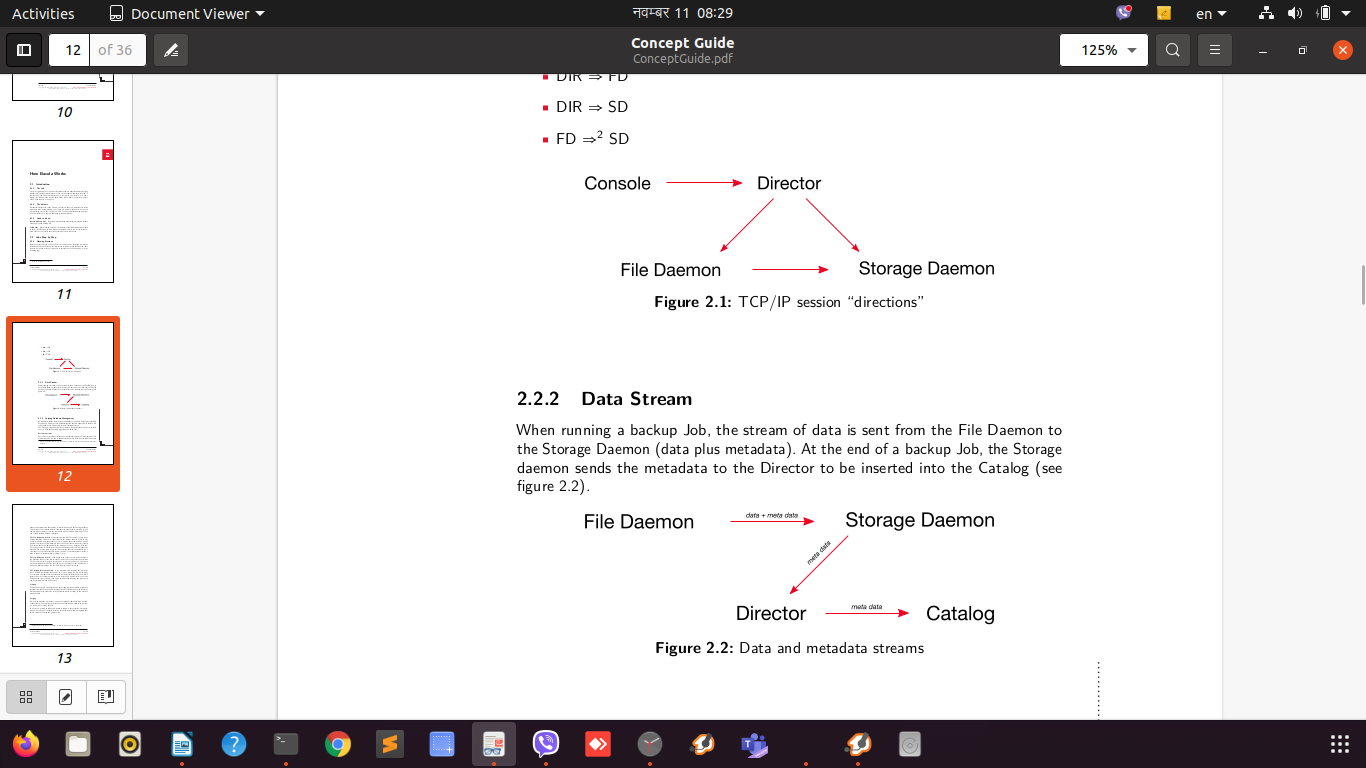 Activities
Document Viewer
नवम्बर 11 08:29
en
12
of 36
Concept Guide
ConceptGuide.pdf
125%
10
11
12
13
DIR ⇒ FD
DIR ⇒ SD
FD ⇒2 SD
Console
Director
File Daemon
Storage Daemon
Figure 2.1: TCP/IP session “directions”
2.2.2 Data Stream
When running a backup Job, the stream of data is sent from the File Daemon to
the Storage Daemon (data plus metadata). At the end of a backup Job, the Storage
daemon sends the metadata to the Director to be inserted into the Catalog (see
figure 2.2).
File Daemon
data + meta data
Storage Daemon
meta data
Director
meta data
Catalog
Figure 2.2: Data and metadata streams